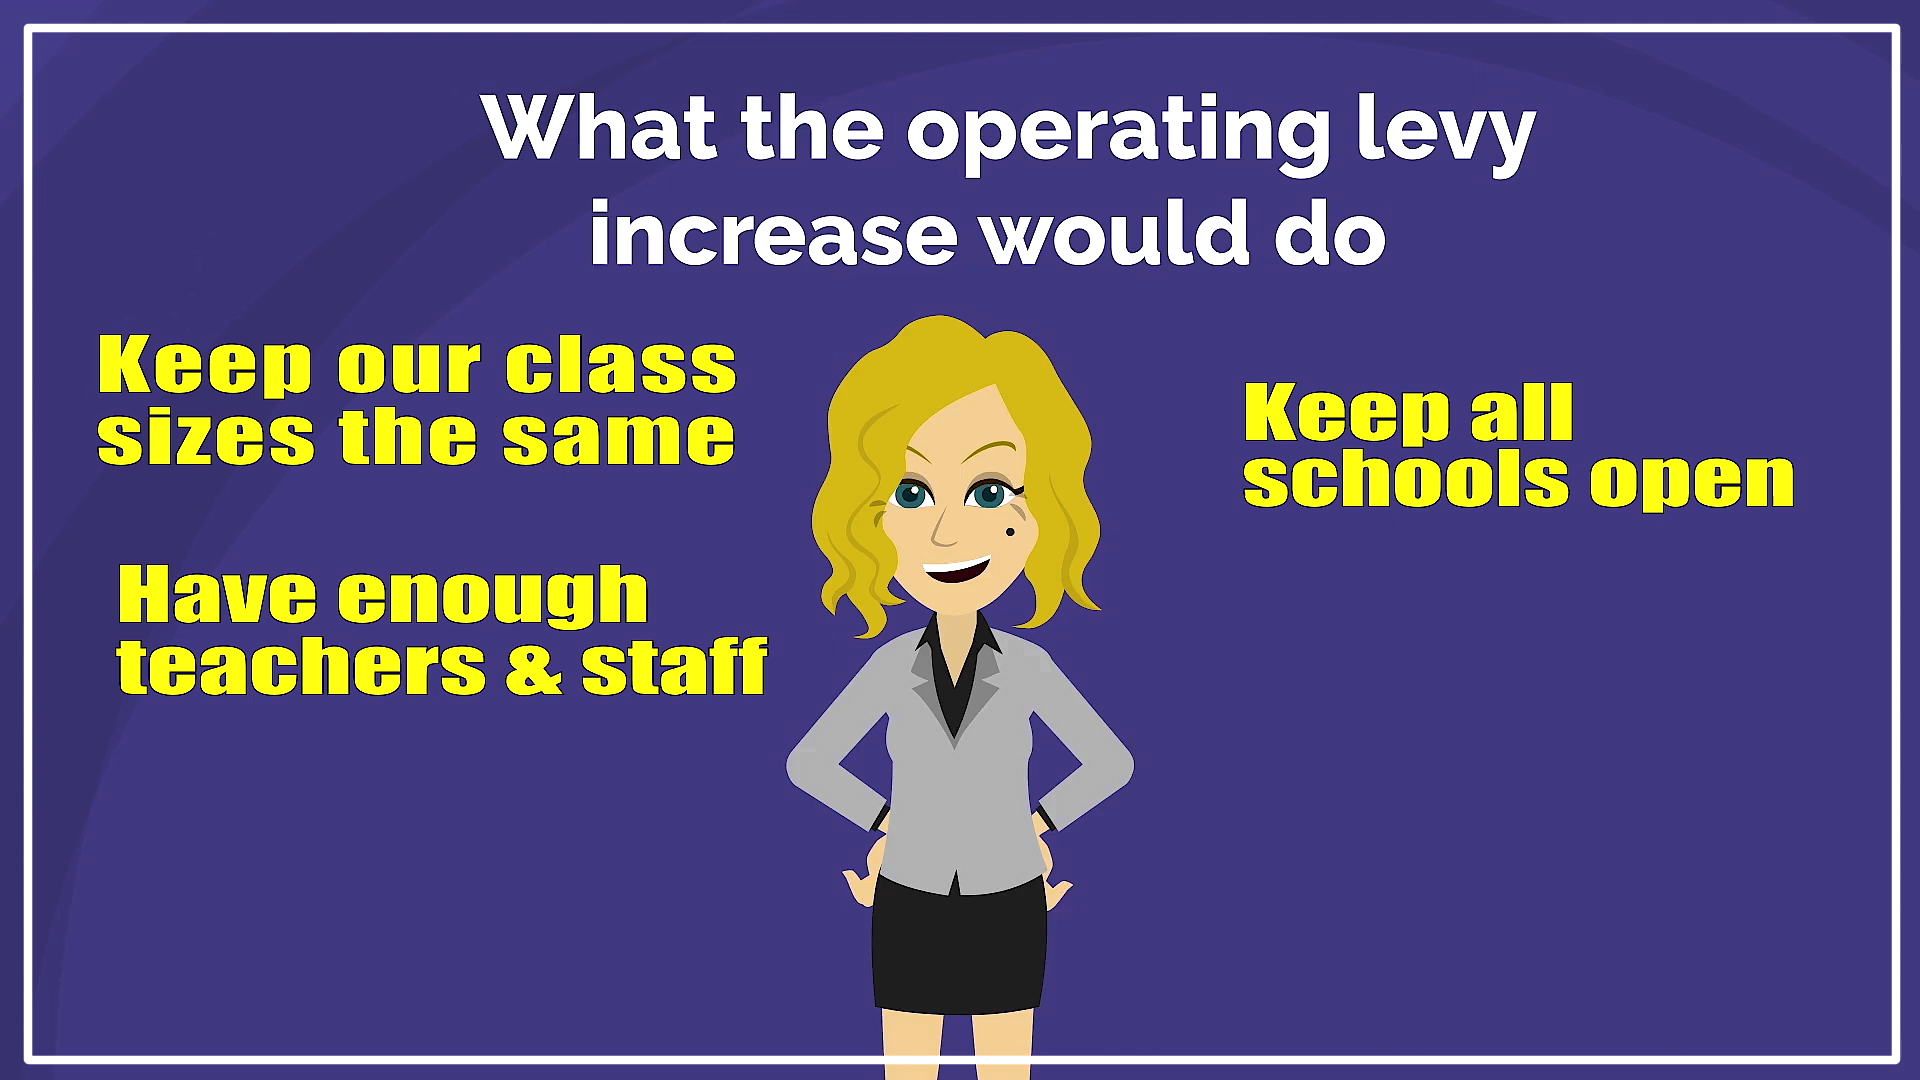 What the operating levy
increase would do
Keep our class
sizes the same
Have enough
teachers & staff
Keep all
schools open